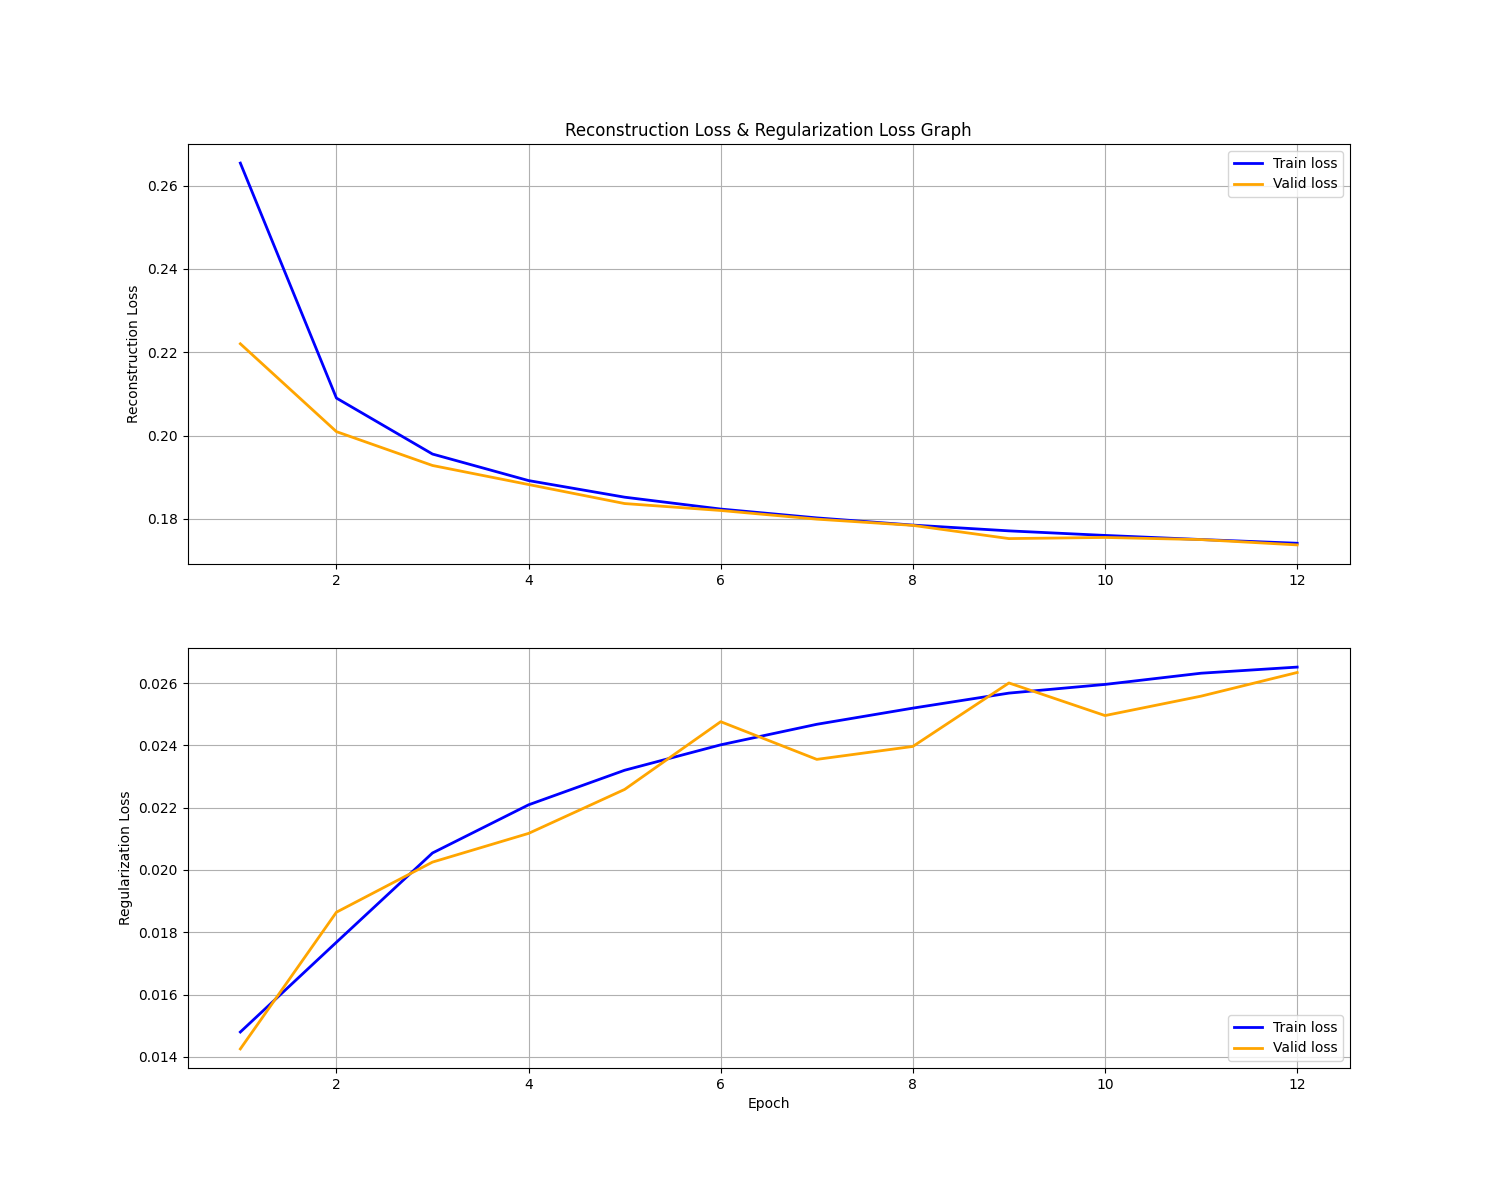 Reconstruction Loss & Regularization Loss Graph
Reconstruction Loss
0.26
0.24
0.22
0.20
0.18
2 4 6 8 10 12
Train loss
Valid loss
Regularization Loss
0.026
0.024
0.022
0.020
0.018
0.016
0.014
2 4 6 8 10 12
Train loss
Valid loss
Epoch